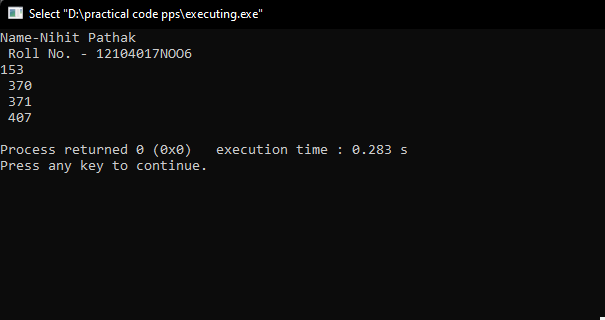 Select "D:\practical code pps\executing.exe"
Name-Nihit Pathak
Roll No. - 12104017NOO6
153
370
371
407
Process returned 0 (0x0)   execution time : 0.283 s
Press any key to continue.